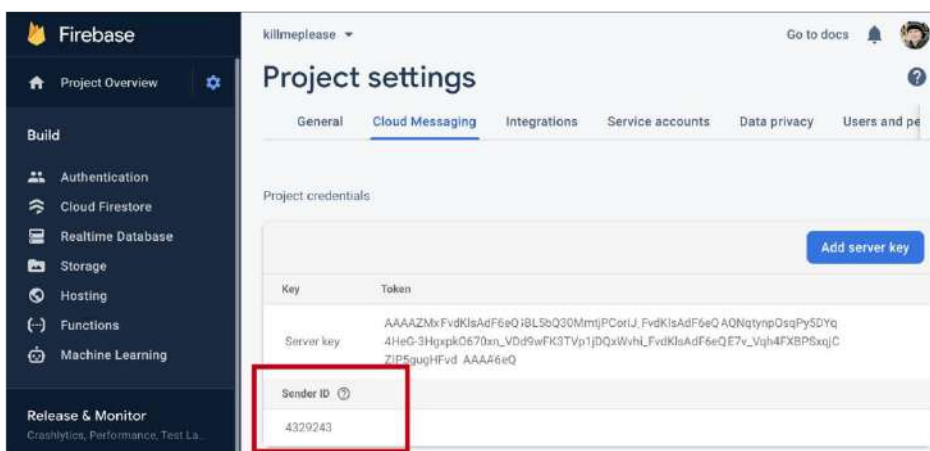 Firebase
killmeplease
Go to docs
Project Overview
Project settings
General Cloud Messaging Integrations Service accounts Data privacy Users and pe
Build
Authentication
Cloud Firestore
Realtime Database
Storage
Hosting
Functions
Machine Learning
Project credentials
Add server key
Key Token
Server key
Sender ID
4329243
Release & Monitor
Crashlytics, Performance, Test La...